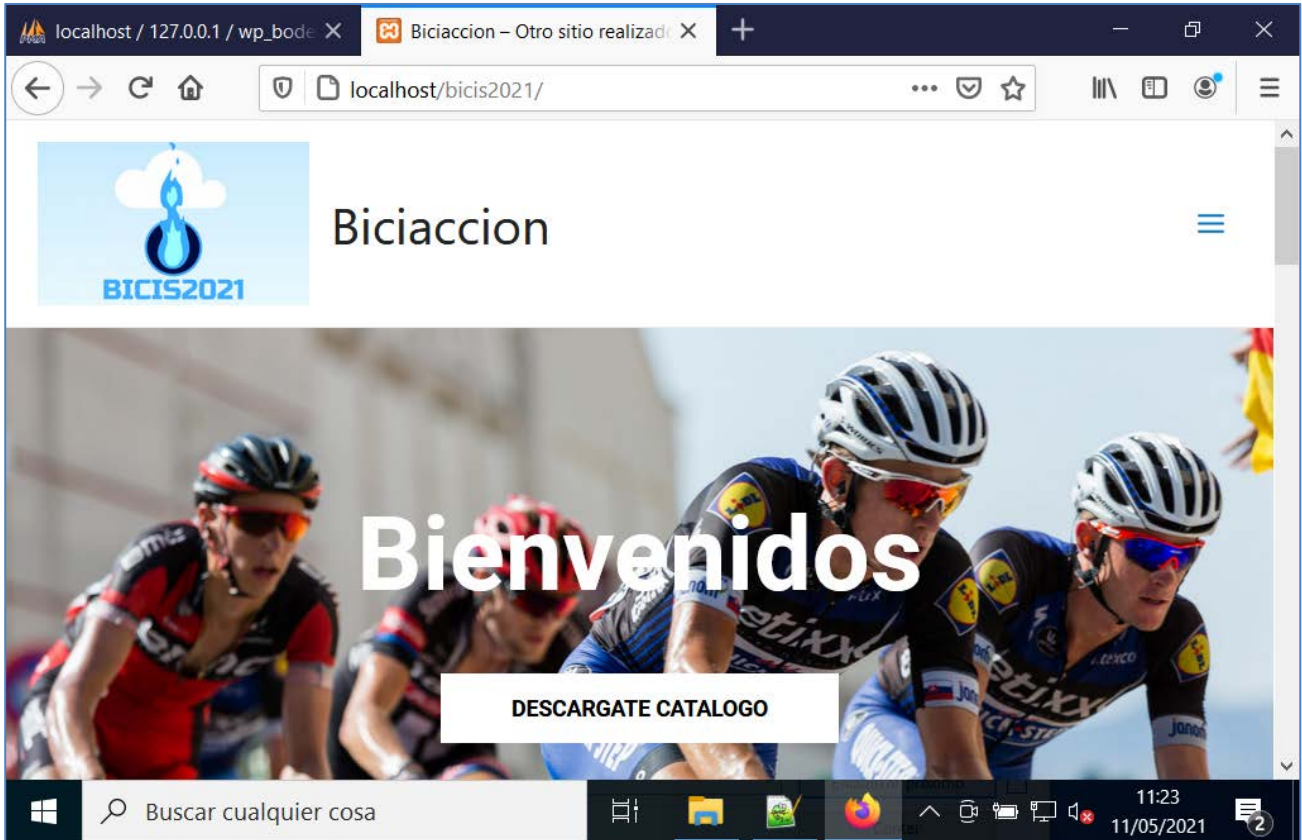 localhost / 127.0.0.1 / wp_bode
Biciaccion – Otro sitio realizado
localhost/bicis2021/
BICIS2021
Biciaccion
Bienvenidos
DESCARGATE CATALOGO
Buscar cualquier cosa
11:23
11/05/2021
2